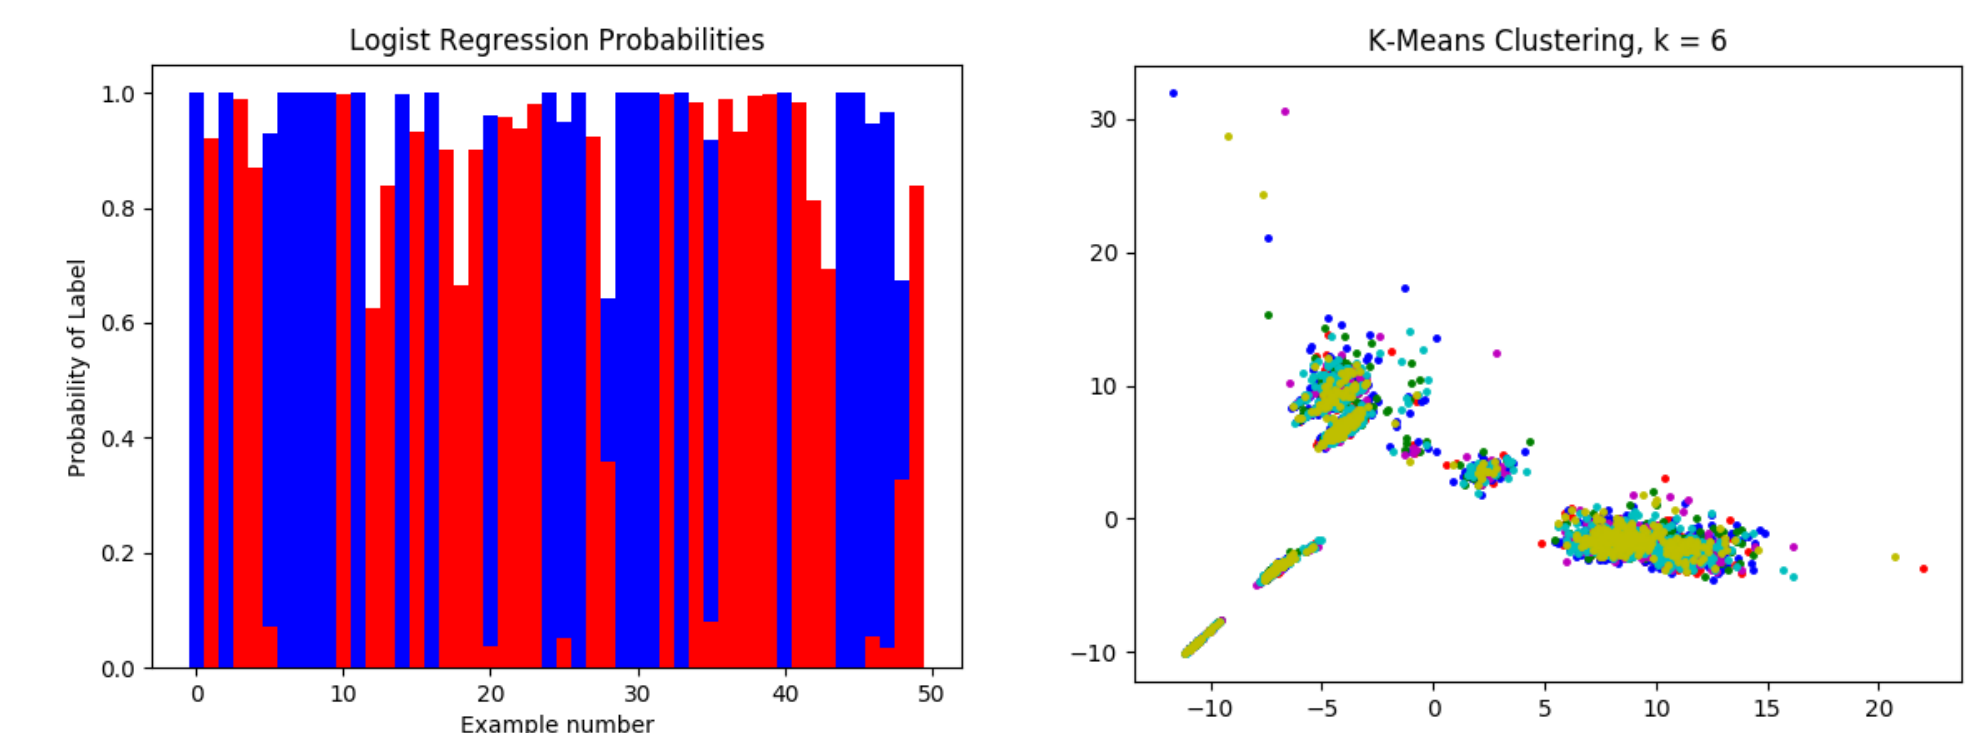 Logist Regression Probabilities
1.0
0.8
0.6
0.4
0.2
0.0
Probability of Label
0 10 20 30 40 50
Example number
K-Means Clustering, k = 6
30
20
10
0
−10
−10 −5 0 5 10 15 20